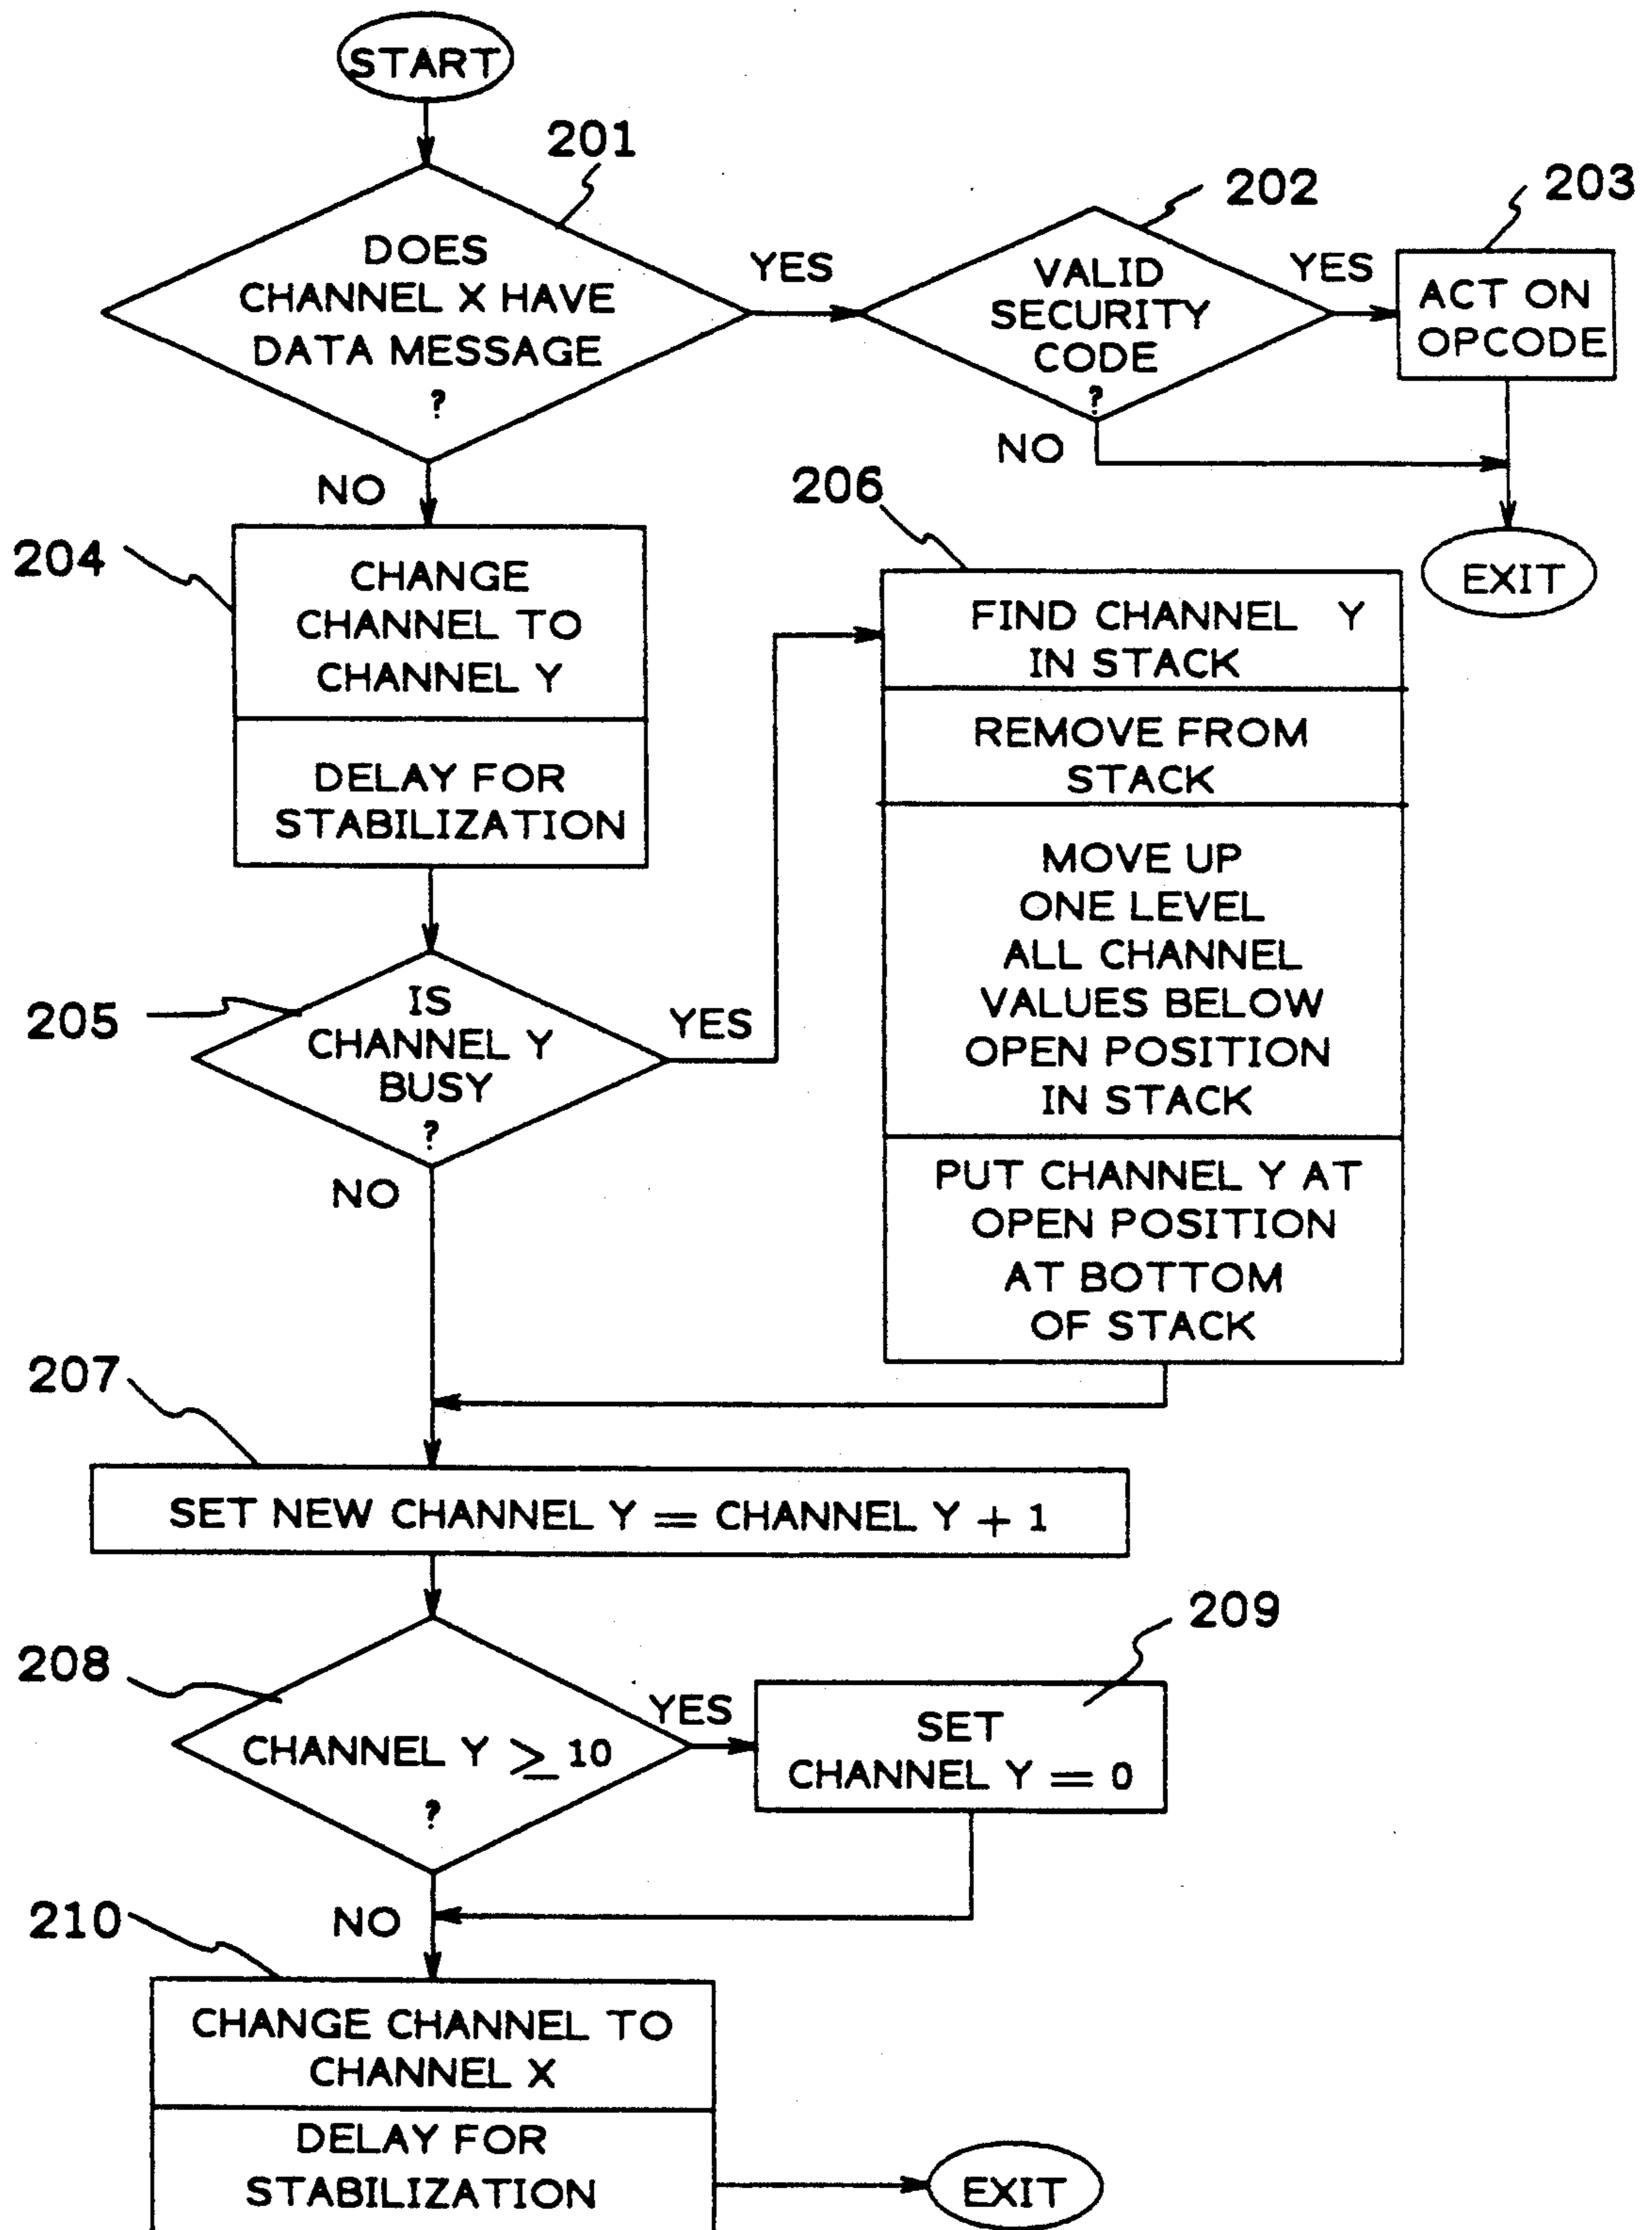 START
201
DOES
CHANNEL X HAVE
DATA MESSAGE
?
YES
202
VALID
SECURITY
CODE
?
YES
203
ACT ON
OPCODE
NO
EXIT
NO
204
CHANGE
CHANNEL TO
CHANNEL Y
DELAY FOR
STABILIZATION
205
IS
CHANNEL Y
BUSY
?
YES
206
FIND CHANNEL Y
IN STACK
REMOVE FROM
STACK
MOVE UP
ONE LEVEL
ALL CHANNEL
VALUES BELOW
OPEN POSITION
IN STACK
PUT CHANNEL Y AT
OPEN POSITION
AT BOTTOM
OF STACK
NO
207
SET NEW CHANNEL Y = CHANNEL Y + 1
208
CHANNEL Y ≥ 10
?
YES
209
SET
CHANNEL Y = 0
NO
210
CHANGE CHANNEL TO
CHANNEL X
DELAY FOR
STABILIZATION
EXIT